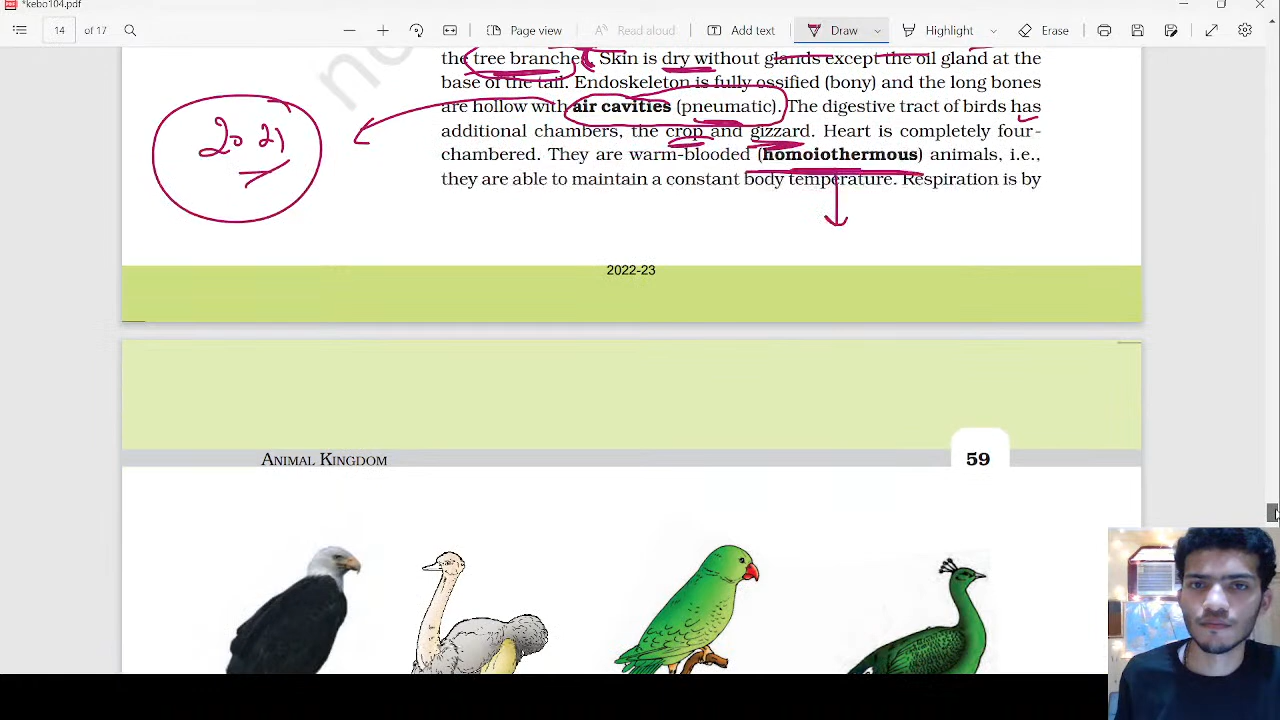 *kebo104.pdf
14 of 17 Page view Read aloud Add text Draw Highlight Erase
the tree branches. Skin is dry without glands except the oil gland at the
base of the tail. Endoskeleton is fully ossified (bony) and the long bones
are hollow with air cavities (pneumatic). The digestive tract of birds has
additional chambers, the crop and gizzard. Heart is completely four-
chambered. They are warm-blooded (homoiothermous) animals, i.e.,
they are able to maintain a constant body temperature. Respiration is by
no
2021
2022-23
ANIMAL KINGDOM 59